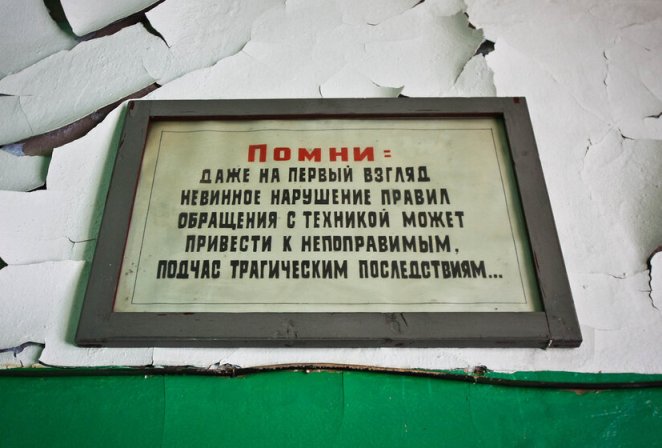 Помни:
ДАЖЕ НА ПЕРВЫЙ ВЗГЛЯД
НЕВИННОЕ НАРУШЕНИЕ ПРАВИЛ
ОБРАЩЕНИЯ С ТЕХНИКОЙ МОЖЕТ
ПРИВЕСТИ К НЕПОПРАВИМЫМ,
ПОДЧАС ТРАГИЧЕСКИМ ПОСЛЕДСТВИЯМ...